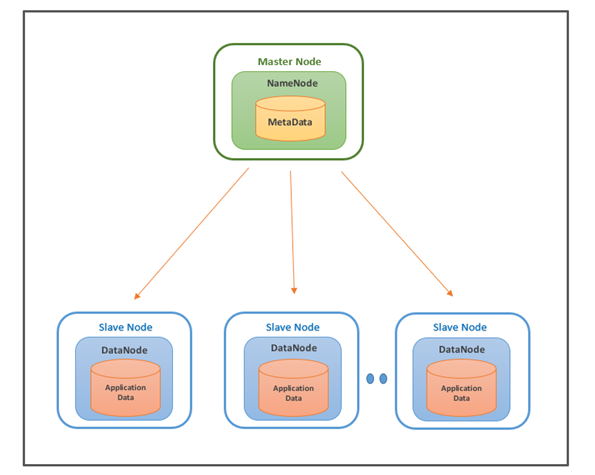 Master Node
NameNode
MetaData
Slave Node
DataNode
Application
Data
Slave Node
DataNode
Application
Data
Slave Node
DataNode
Application
Data